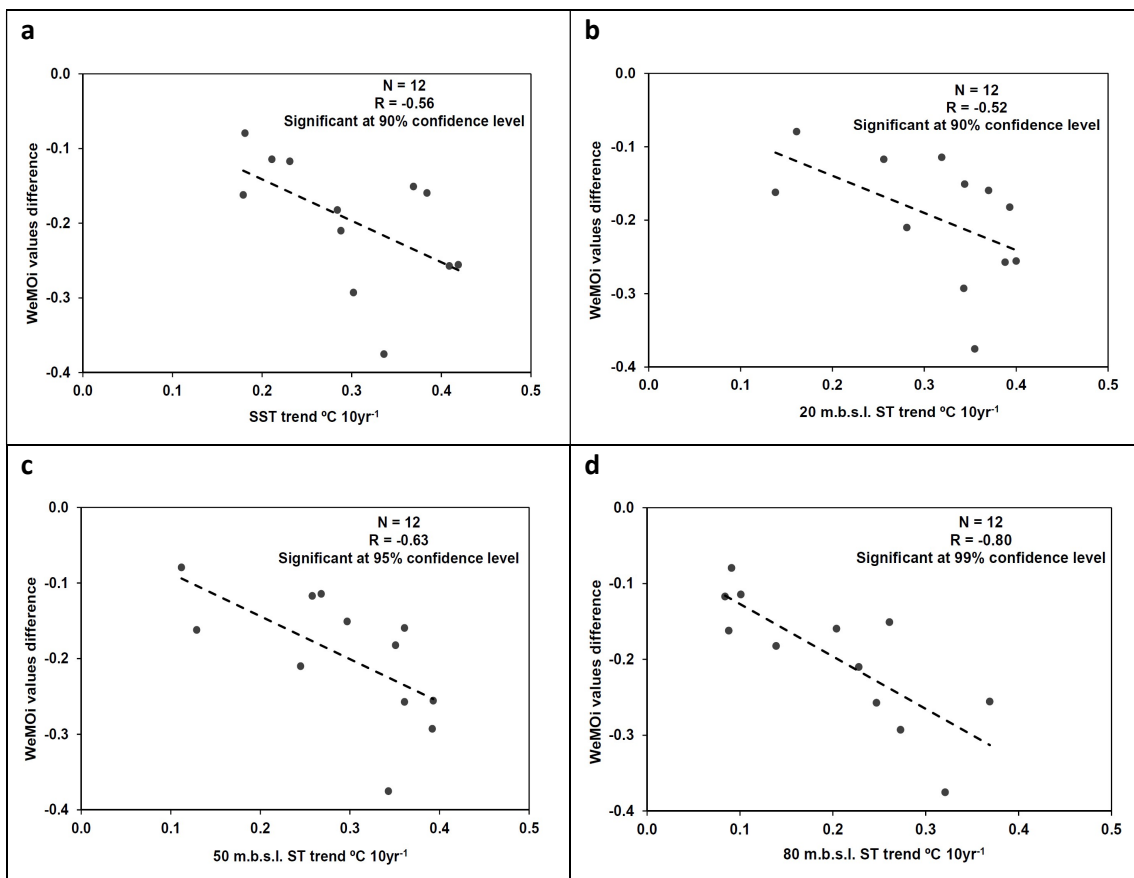 a
0.0
-0.1
-0.2
-0.3
-0.4
WeMOi values difference
N = 12
R = -0.56
Significant at 90% confidence level
0.0 0.1 0.2 0.3 0.4 0.5
SST trend ºC 10yr-1
b
0.0
-0.1
-0.2
-0.3
-0.4
WeMOi values difference
N = 12
R = -0.52
Significant at 90% confidence level
0.0 0.1 0.2 0.3 0.4 0.5
20 m.b.s.l. ST trend ºC 10yr-1
c
0.0
-0.1
-0.2
-0.3
-0.4
WeMOi values difference
N = 12
R = -0.63
Significant at 95% confidence level
0.0 0.1 0.2 0.3 0.4 0.5
50 m.b.s.l. ST trend ºC 10yr-1
d
0.0
-0.1
-0.2
-0.3
-0.4
WeMOi values difference
N = 12
R = -0.80
Significant at 99% confidence level
0.0 0.1 0.2 0.3 0.4 0.5
80 m.b.s.l. ST trend ºC 10yr-1